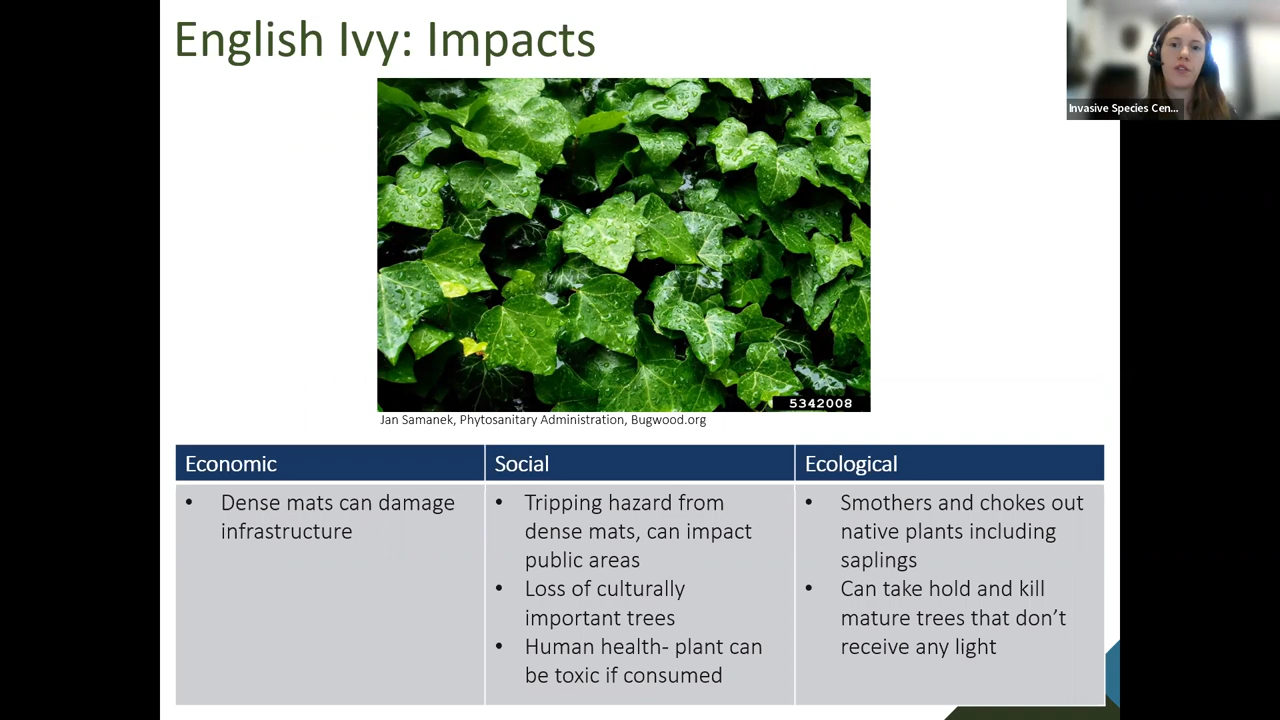 English Ivy: Impacts
Invasive Species Cen...
5342008
Jan Samanek, Phytosanitary Administration, Bugwood.org
Economic
• Dense mats can damage
infrastructure
Social
• Tripping hazard from
dense mats, can impact
public areas
• Loss of culturally
important trees
• Human health- plant can
be toxic if consumed
Ecological
• Smothers and chokes out
native plants including
saplings
• Can take hold and kill
mature trees that don’t
receive any light